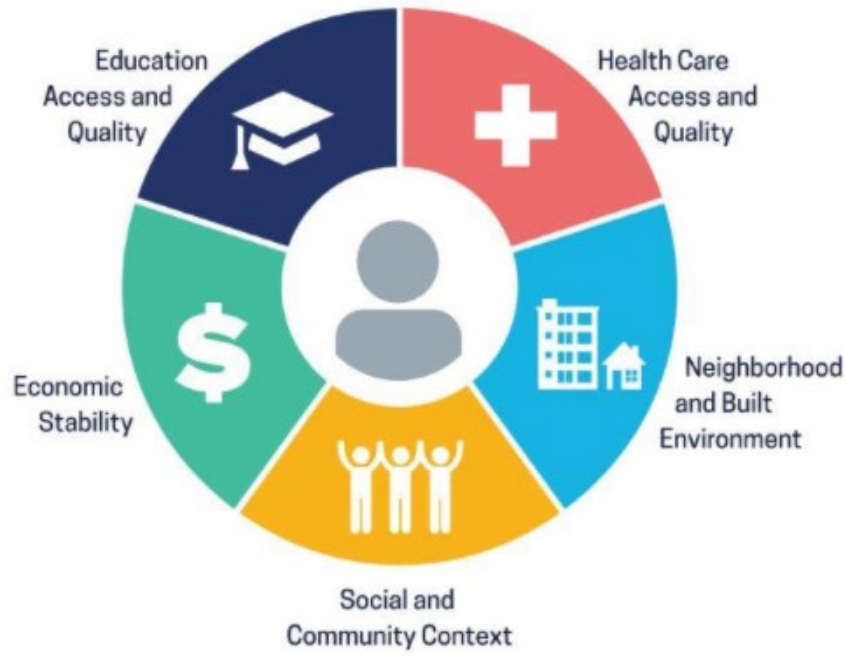 Education
Access and
Quality
Health Care
Access and
Quality
Economic
Stability
Neighborhood
and Built
Environment
Social and
Community Context